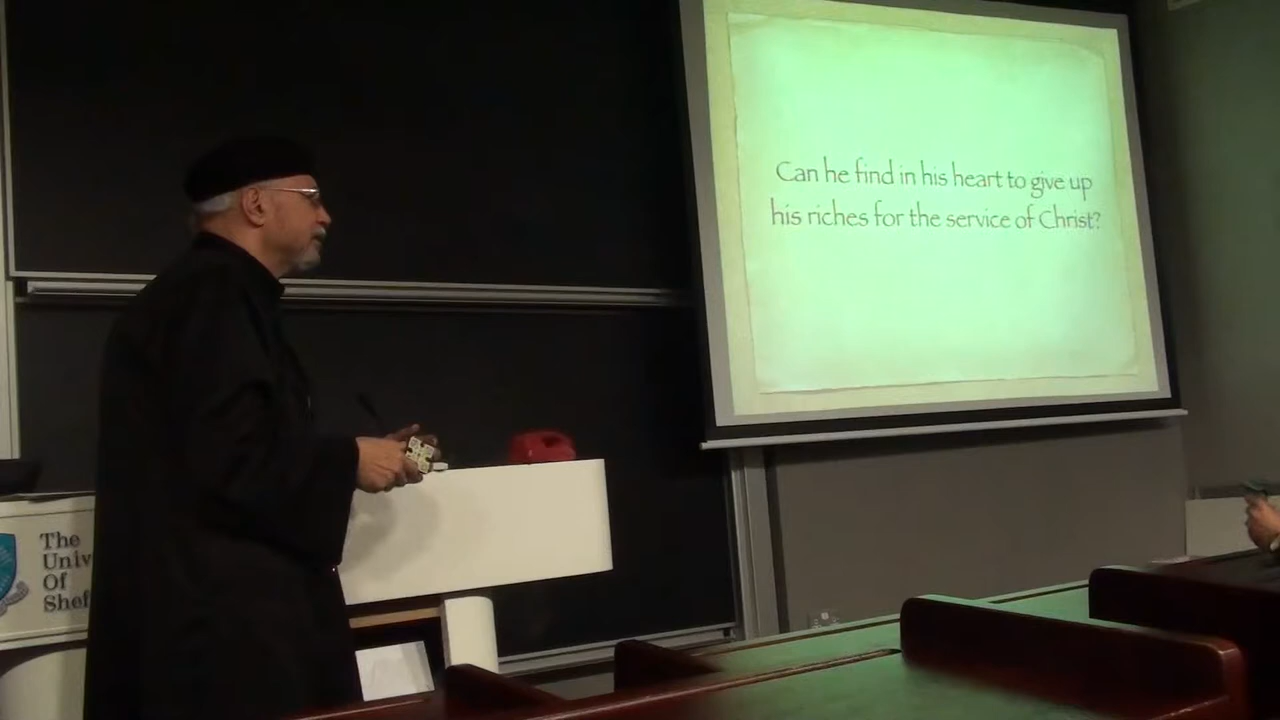 Can he find in his heart to give up
his riches for the service of Christ?
The
Univ
Of
Shef